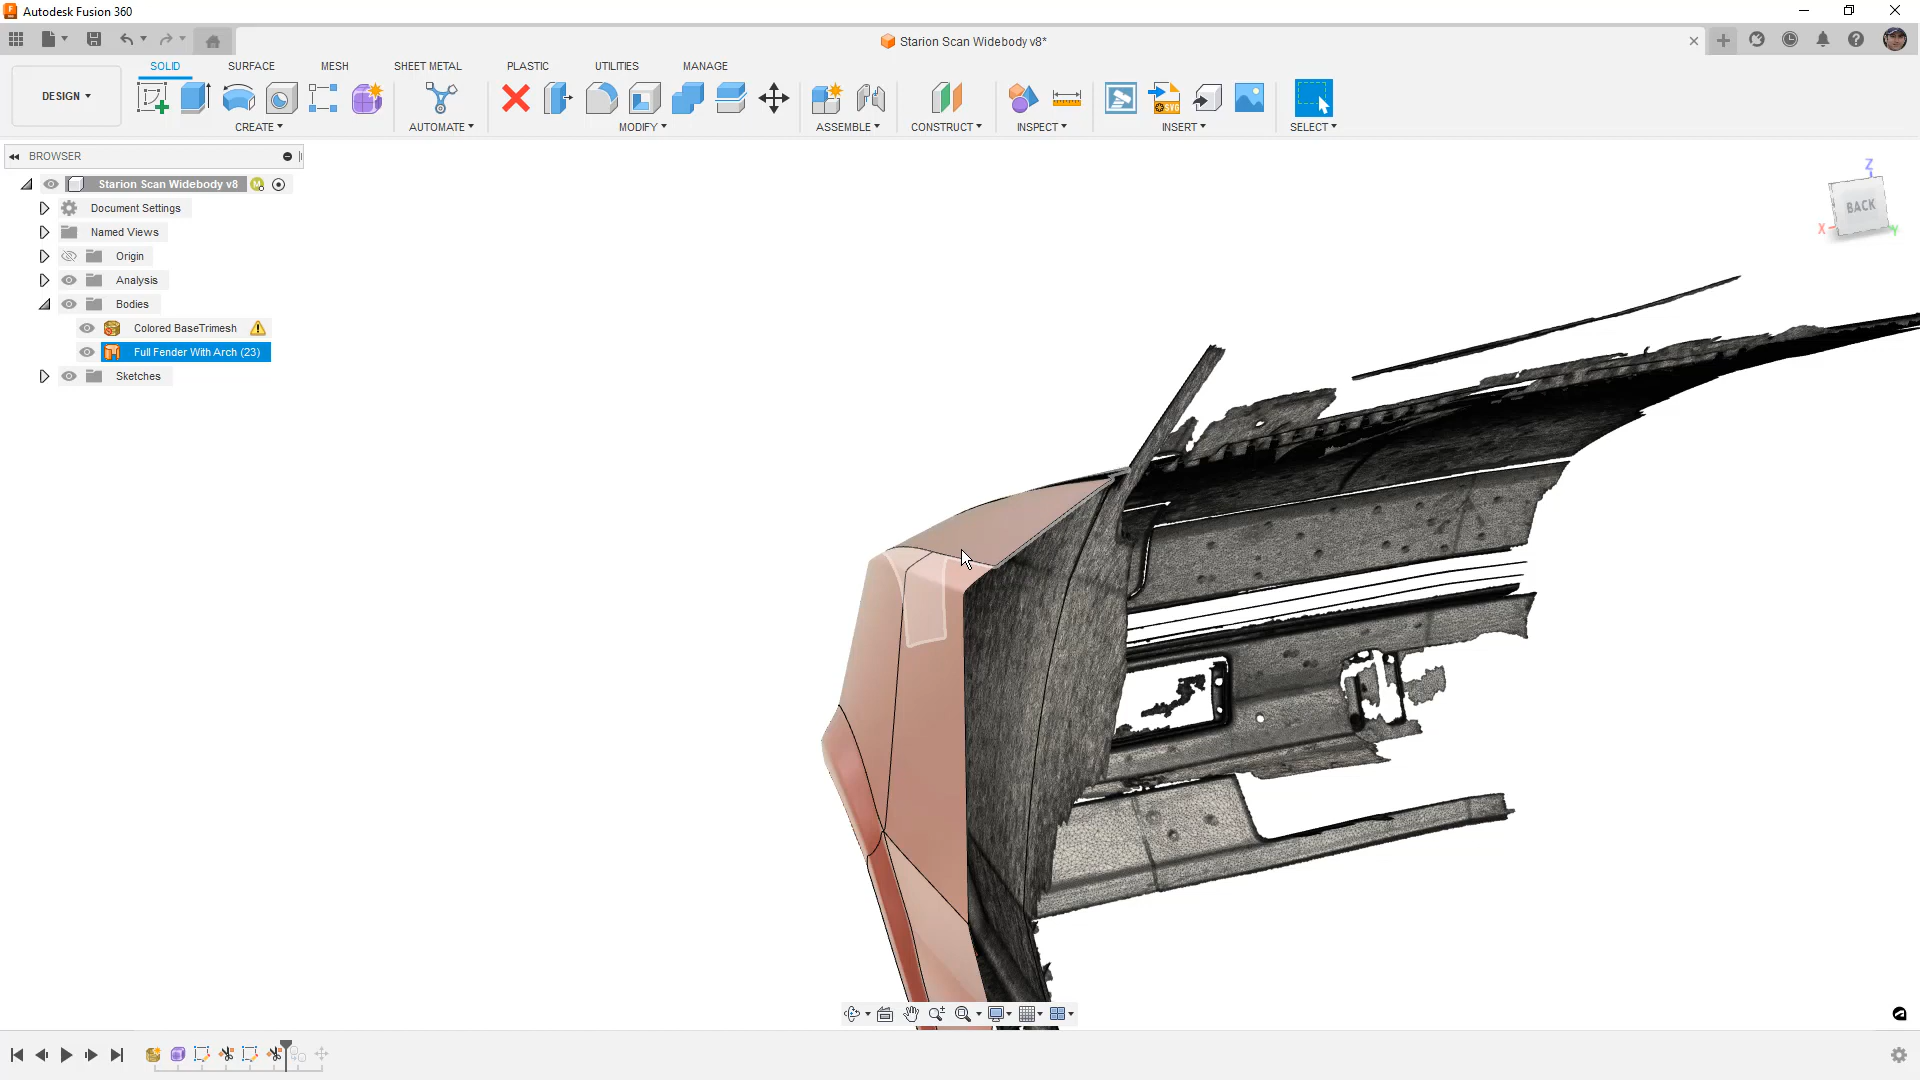 Autodesk Fusion 360
Starion Scan Widebody v8*
DESIGN
SOLID
SURFACE
MESH
SHEET METAL
PLASTIC
UTILITIES
MANAGE
CREATE
AUTOMATE
MODIFY
ASSEMBLE
CONSTRUCT
INSPECT
INSERT
SELECT
SVG
BROWSER
Starion Scan Widebody v8
M
Document Settings
Named Views
Origin
Analysis
Bodies
Colored BaseTrimesh
Full Fender With Arch (23)
Sketches
Z
BACK
X
Y